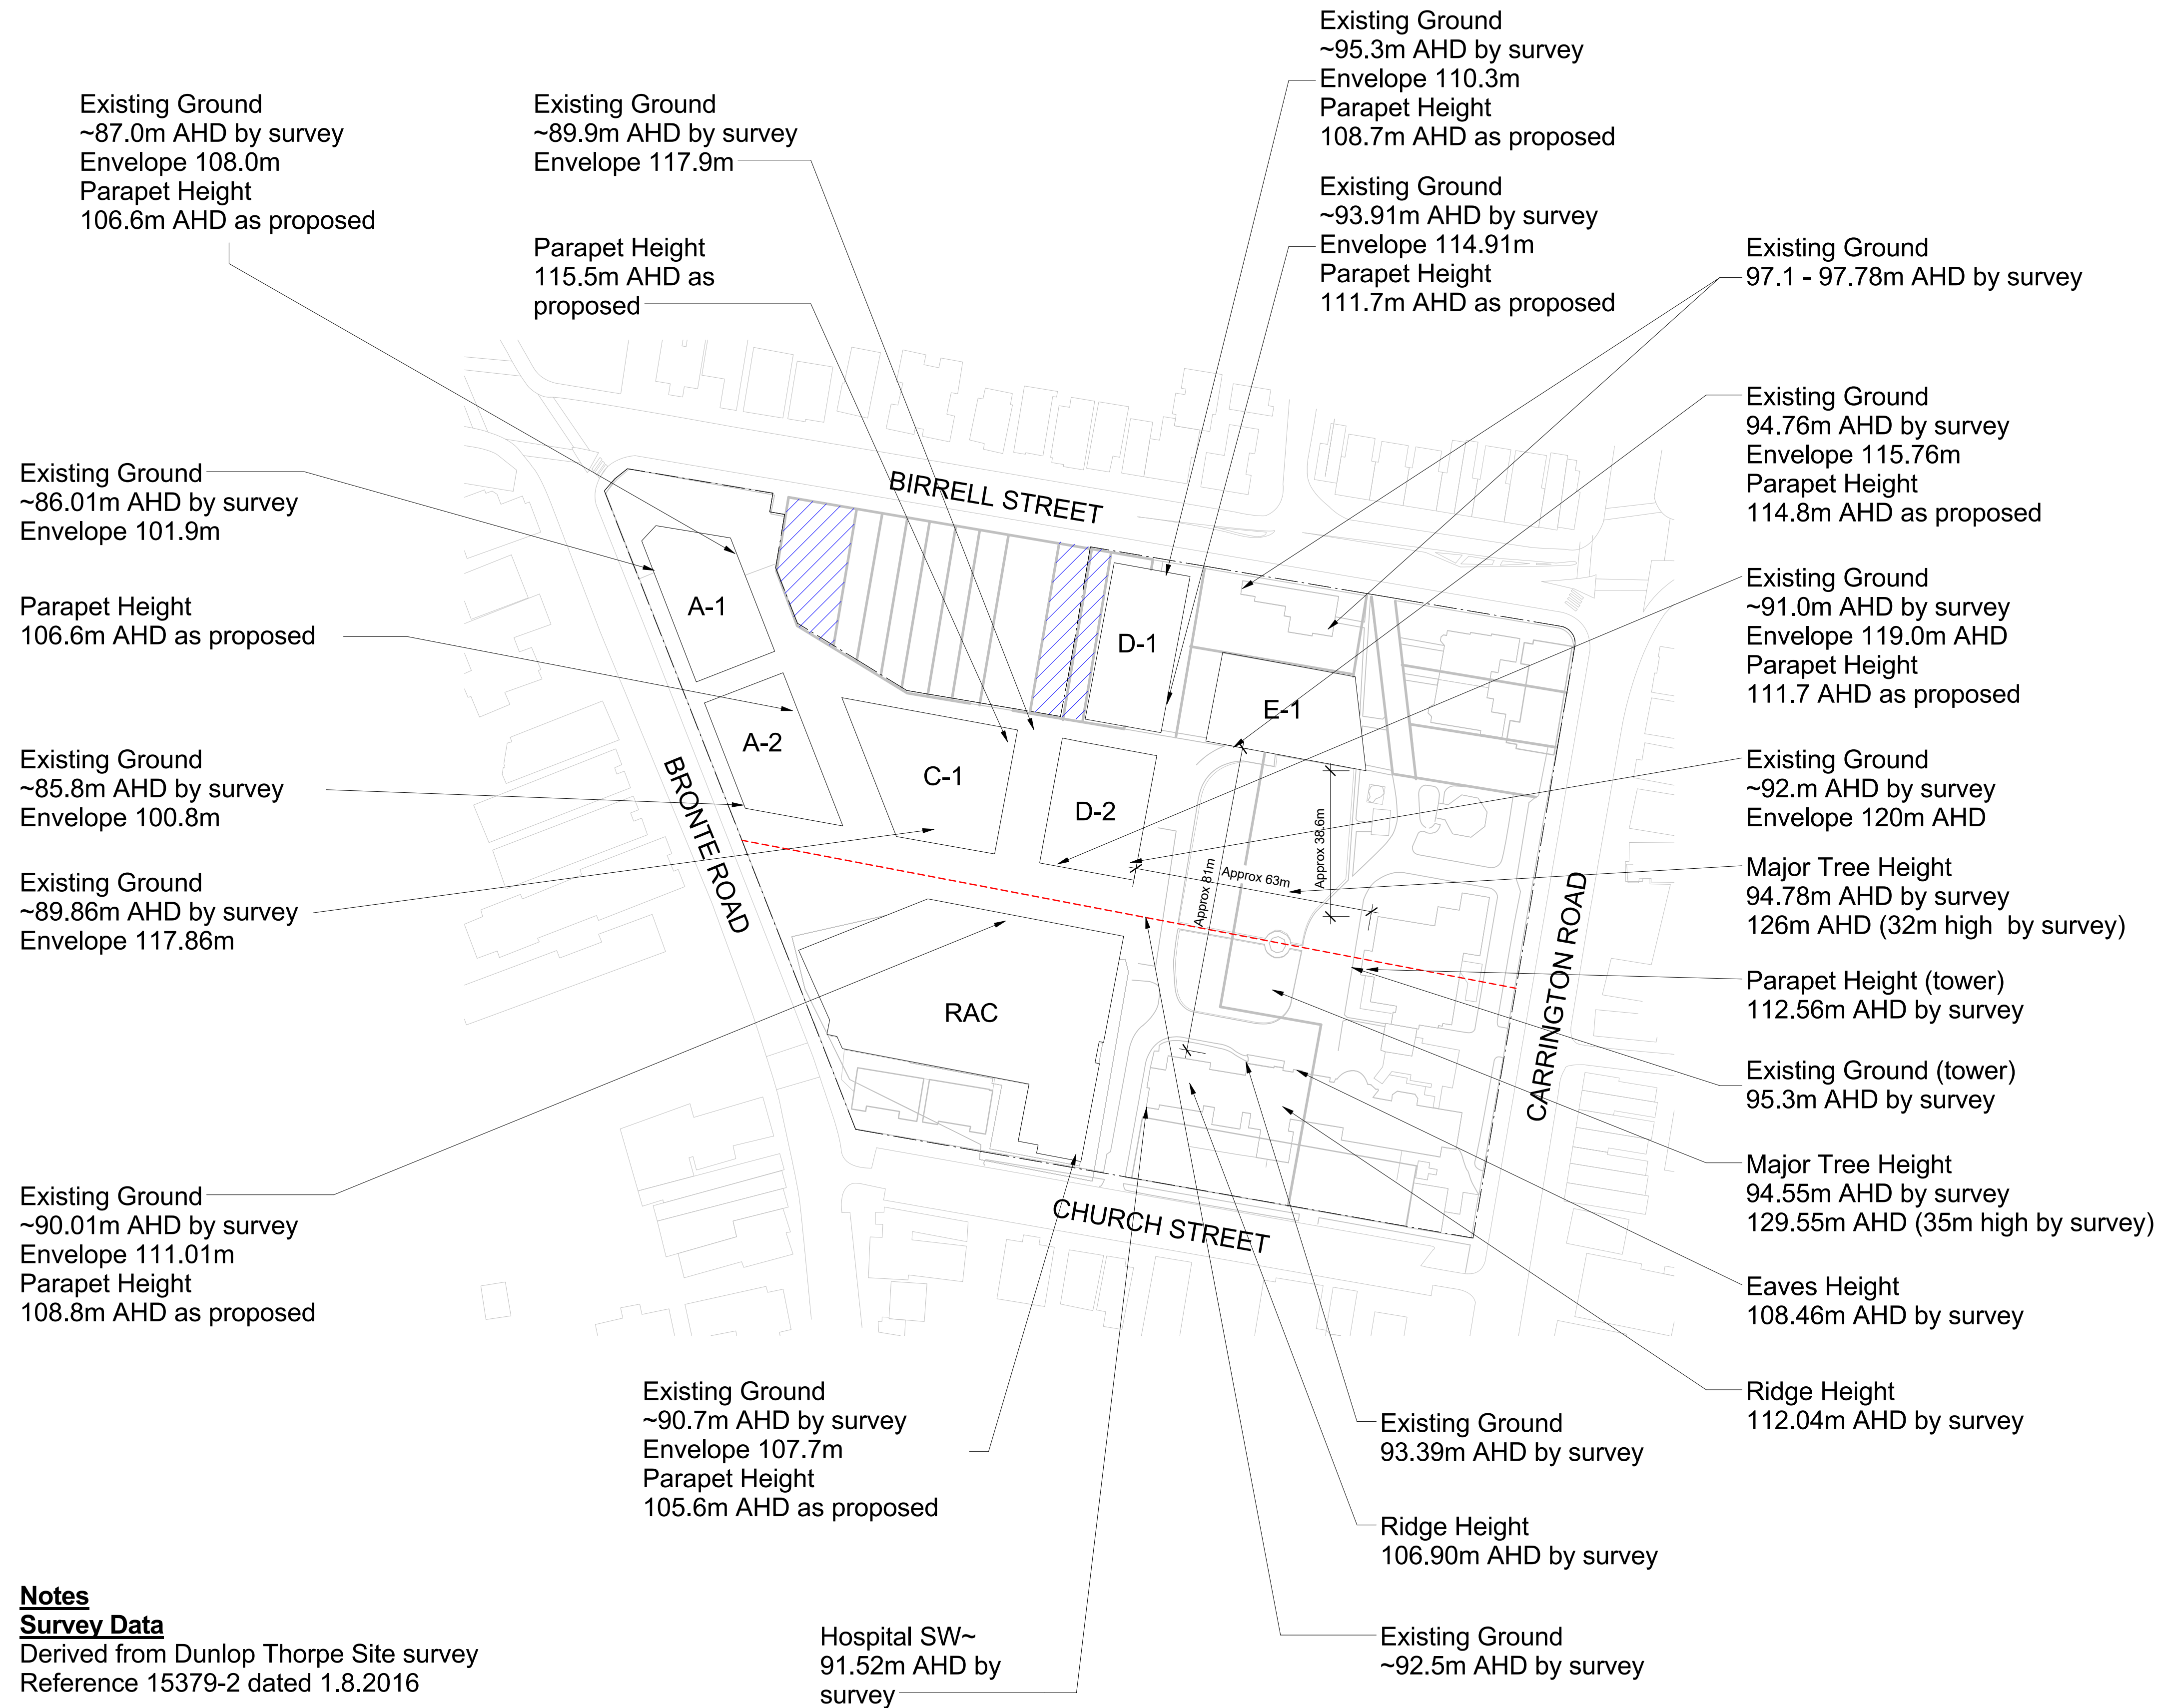 Existing Ground
~95.3m AHD by survey
Envelope 110.3m
Parapet Height
108.7m AHD as proposed
Existing Ground
~87.0m AHD by survey
Envelope 108.0m
Parapet Height
106.6m AHD as proposed
Existing Ground
~89.9m AHD by survey
Envelope 117.9m
Parapet Height
115.5m AHD as
proposed
Existing Ground
~93.91m AHD by survey
Envelope 114.91m
Parapet Height
111.7m AHD as proposed
Existing Ground
97.1 - 97.78m AHD by survey
Existing Ground
94.76m AHD by survey
Envelope 115.76m
Parapet Height
114.8m AHD as proposed
Existing Ground
~86.01m AHD by survey
Envelope 101.9m
Parapet Height
106.6m AHD as proposed
Existing Ground
~85.8m AHD by survey
Envelope 100.8m
Existing Ground
~89.86m AHD by survey
Envelope 117.86m
BIRRELL STREET
A-1
D-1
E-1
A-2
C-1
D-2
BRONTE ROAD
Approx 38.6m
Approx 63m
Approx 81m
RAC
CARRINGTON ROAD
CHURCH STREET
Existing Ground
~91.0m AHD by survey
Envelope 119.0m AHD
Parapet Height
111.7 AHD as proposed
Existing Ground
~92.m AHD by survey
Envelope 120m AHD
Major Tree Height
94.78m AHD by survey
126m AHD (32m high  by survey)
Parapet Height (tower)
112.56m AHD by survey
Existing Ground (tower)
95.3m AHD by survey
Major Tree Height
94.55m AHD by survey
129.55m AHD (35m high by survey)
Eaves Height
108.46m AHD by survey
Ridge Height
112.04m AHD by survey
Existing Ground
~90.01m AHD by survey
Envelope 111.01m
Parapet Height
108.8m AHD as proposed
Existing Ground
~90.7m AHD by survey
Envelope 107.7m
Parapet Height
105.6m AHD as proposed
Existing Ground
93.39m AHD by survey
Ridge Height
106.90m AHD by survey
Existing Ground
~92.5m AHD by survey
Hospital SW~
91.52m AHD by
survey
Notes
Survey Data
Derived from Dunlop Thorpe Site survey
Reference 15379-2 dated 1.8.2016